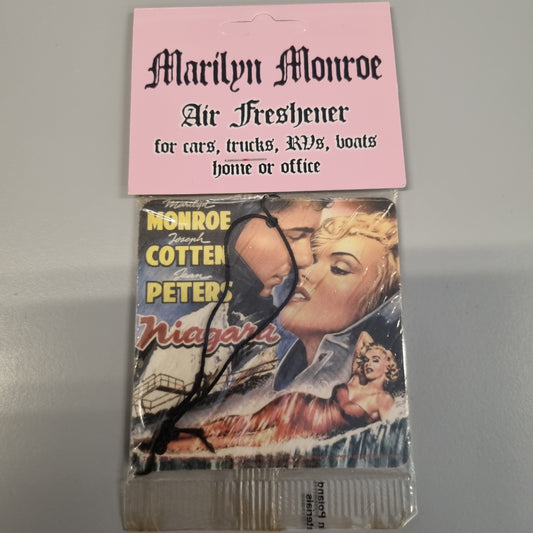 Marilyn Monroe
Air Freshener
for cars, trucks, RVs, boats
home or office
Marilyn
MONROE
Joseph
COTTEN
Jean
PETERS
Niagara